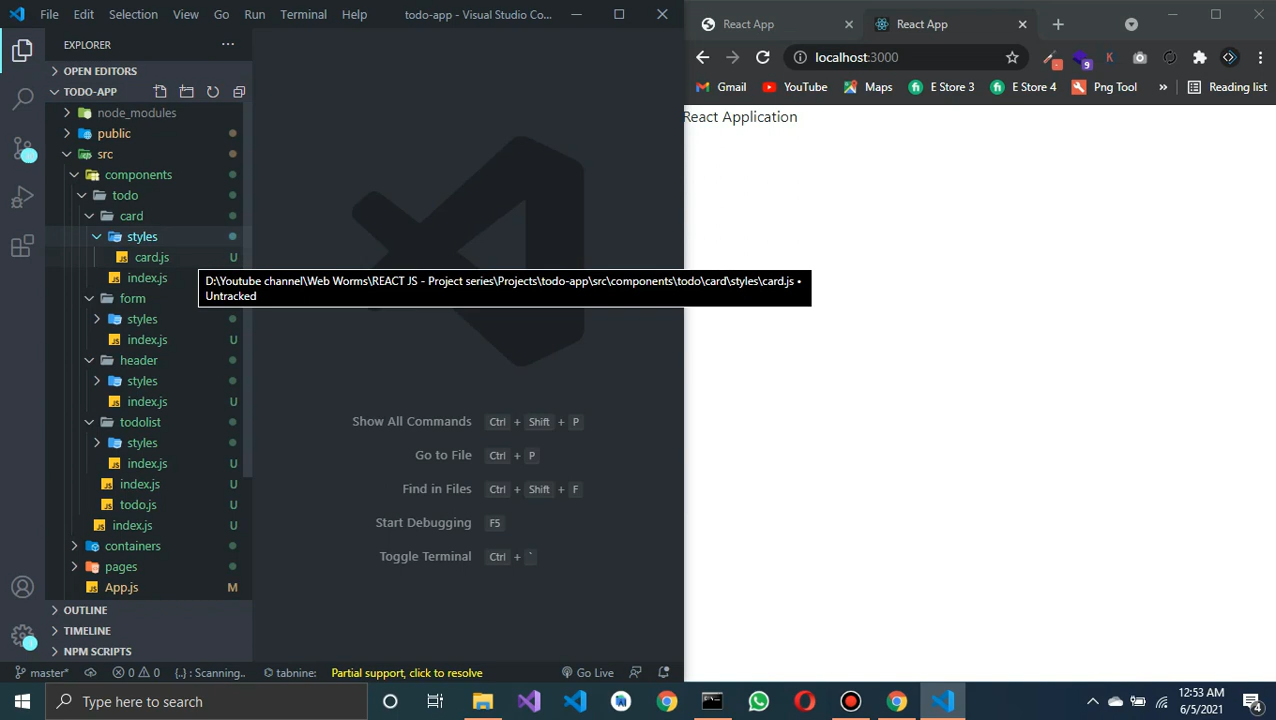 File Edit Selection View Go Run Terminal Help todo-app - Visual Studio Co...
EXPLORER
OPEN EDITORS
TODO-APP
node_modules
public
src
components
todo
card
styles
card.js U
index.js
form
styles
index.js U
header
styles
index.js U
todolist
styles
index.js U
index.js U
todo.js U
index.js U
containers
pages
App.js M
OUTLINE
TIMELINE
NPM SCRIPTS
D:\Youtube channel\Web Worms\REACT JS - Project series\Projects\todo-app\src\components\todo\card\styles\card.js •
Untracked
Show All Commands Ctrl + Shift + P
Go to File Ctrl + P
Find in Files Ctrl + Shift + F
Start Debugging F5
Toggle Terminal Ctrl + `
master* 0 0 {..} : Scanning.. tabnine: Partial support, click to resolve Go Live
React App React App
localhost:3000
K
9
Gmail YouTube Maps E Store 3 E Store 4 Png Tool » Reading list
React Application
Type here to search
12:53 AM
6/5/2021
4